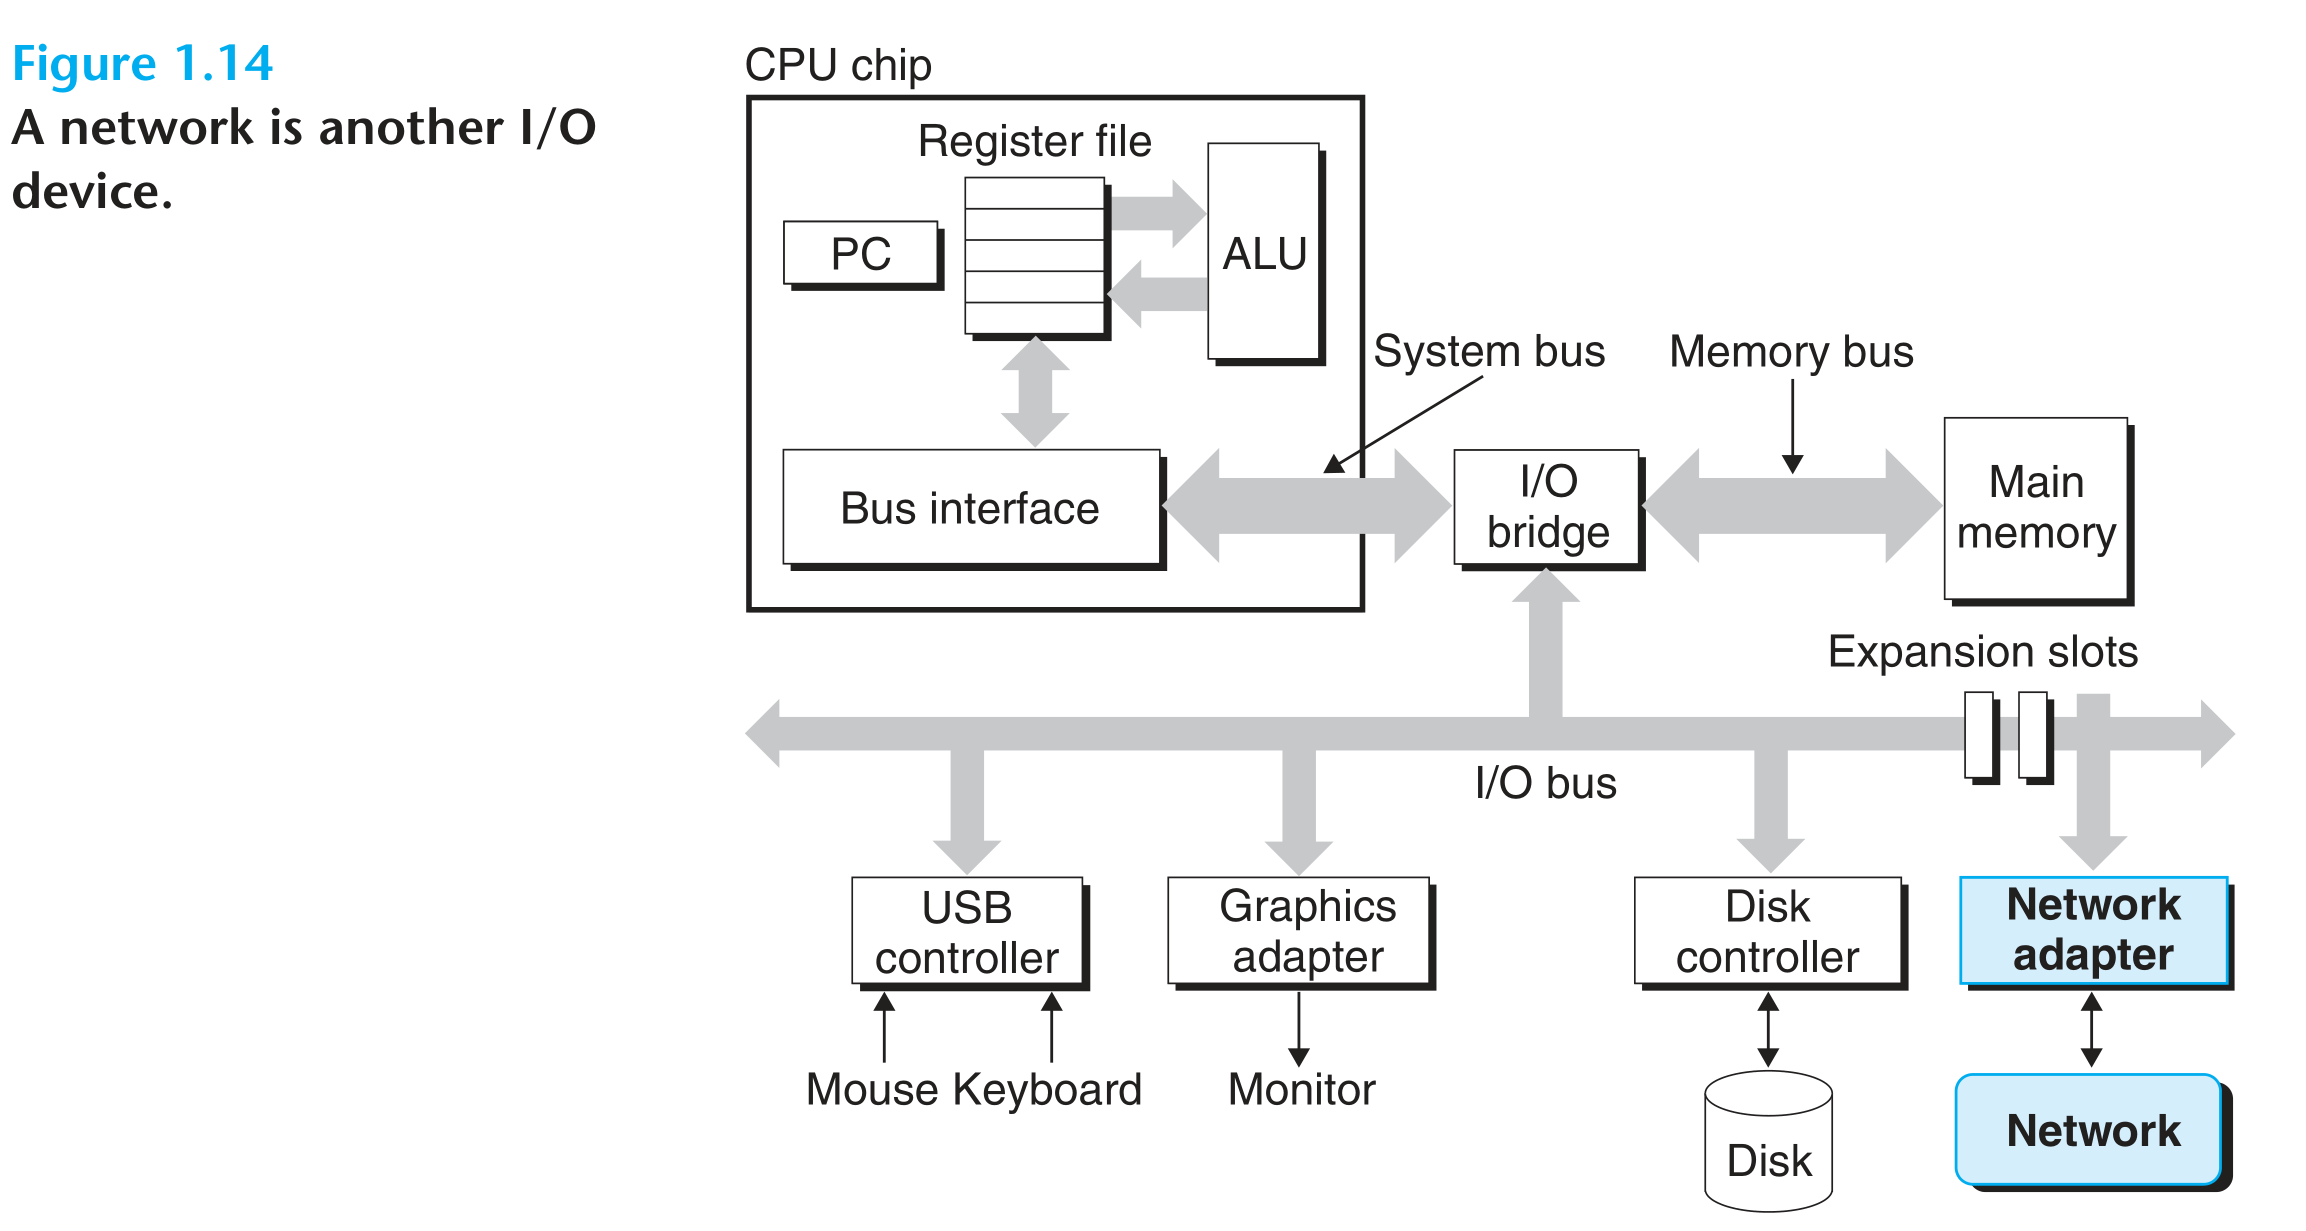 Figure 1.14
A network is another I/O
device.
CPU chip
Register file
PC
ALU
System bus
Memory bus
Bus interface
I/O
bridge
Main
memory
Expansion slots
I/O bus
USB
controller
Graphics
adapter
Disk
controller
Network
adapter
Mouse Keyboard
Monitor
Disk
Network